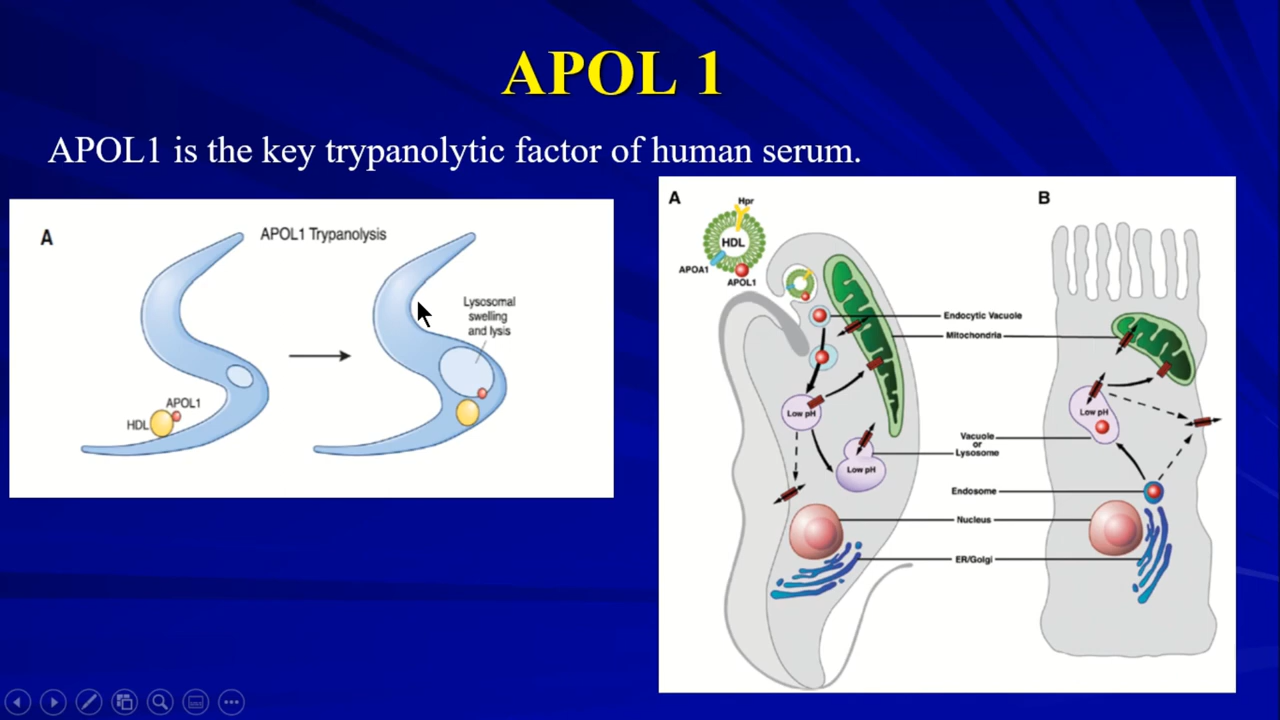 APOL 1
APOL1 is the key trypanolytic factor of human serum.
A
APOL1 Trypanolysis
Lysosomal
swelling
and lysis
APOL1
HDL
A
Hpr
HDL
APOA1
APOL1
B
Endocytic Vacuole
Mitochondria
Low pH
Low pH
Low pH
Vacuole
or
Lysosome
Endosome
Nucleus
ER/Golgi